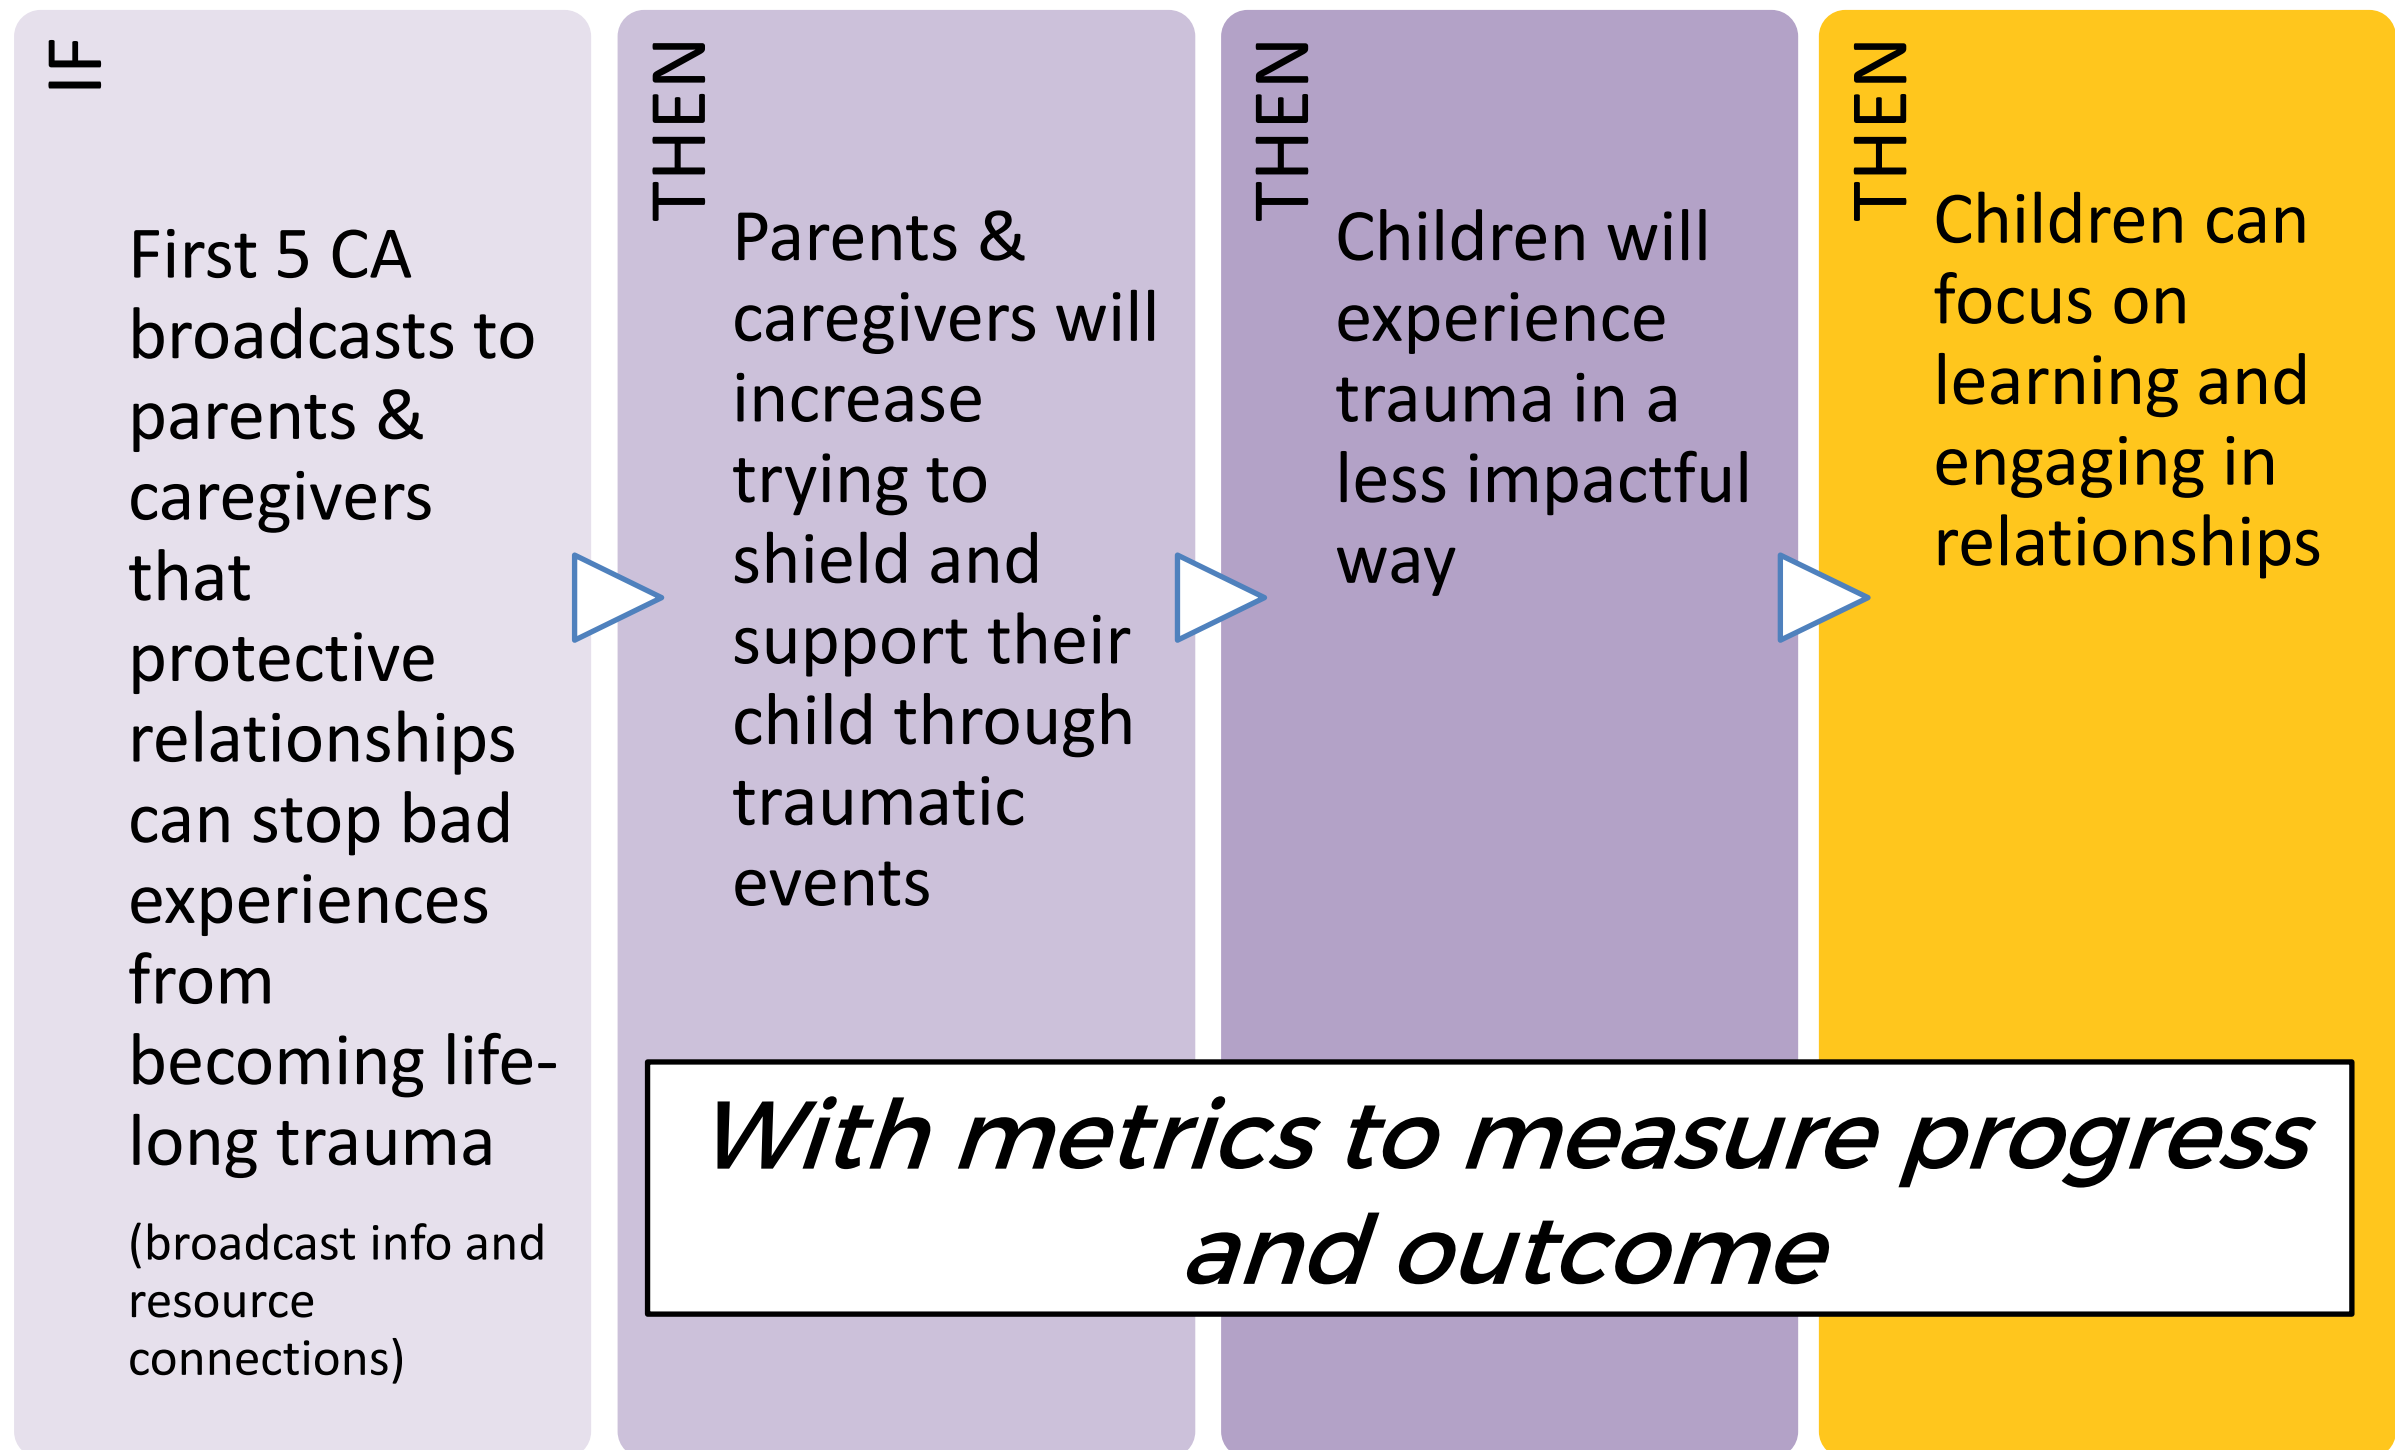 IF
First 5 CA
broadcasts to
parents &
caregivers
that
protective
relationships
can stop bad
experiences
from
becoming life-
long trauma
(broadcast info and
resource
connections)
THEN
Parents &
caregivers will
increase
trying to
shield and
support their
child through
traumatic
events
THEN
Children will
experience
trauma in a
less impactful
way
THEN
Children can
focus on
learning and
engaging in
relationships
With metrics to measure progress
and outcome